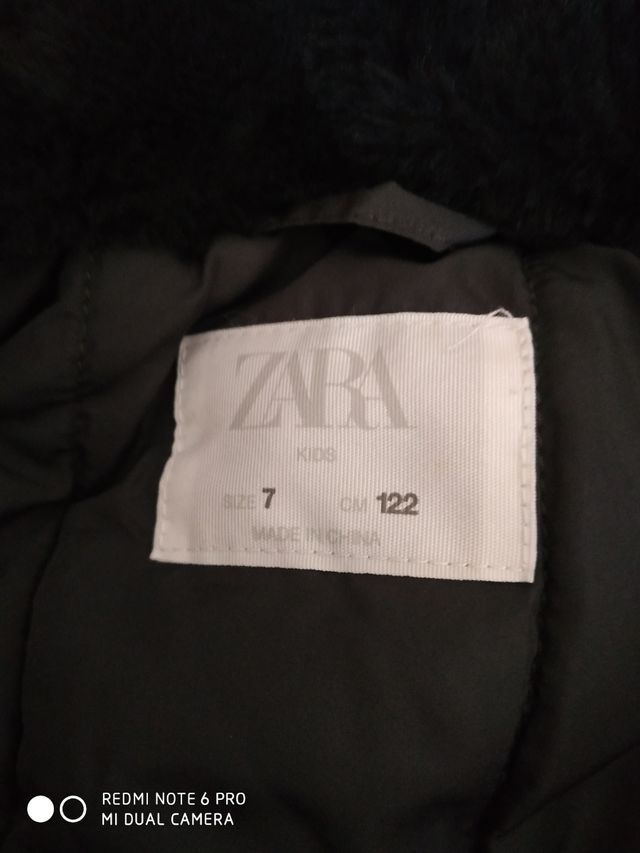 ZARA
KIDS
SIZE 7 CM 122
MADE IN CHINA
REDMI NOTE 6 PRO
MI DUAL CAMERA